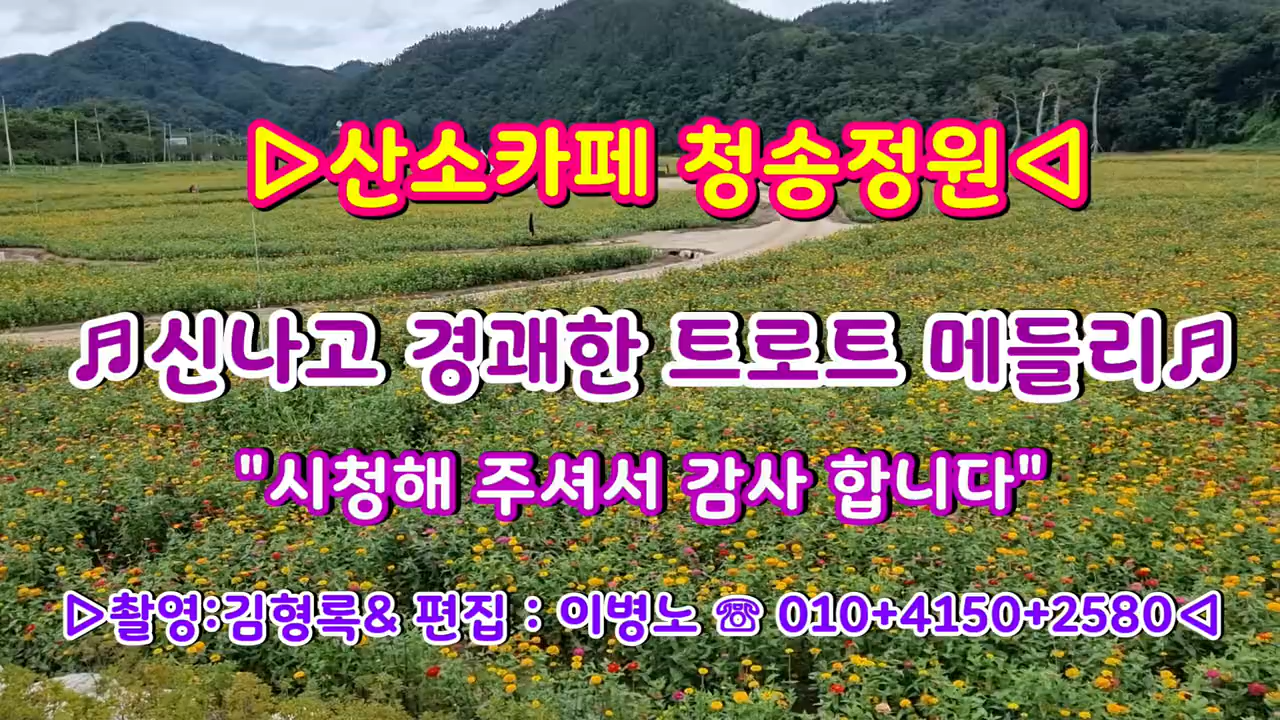 ▷산소카페 청송정원◁
♬신나고 경쾌한 트로트 메들리♬
"시청해 주셔서 감사 합니다"
▷촬영:김형록& 편집 : 이병노 ☏ 010+4150+2580◁